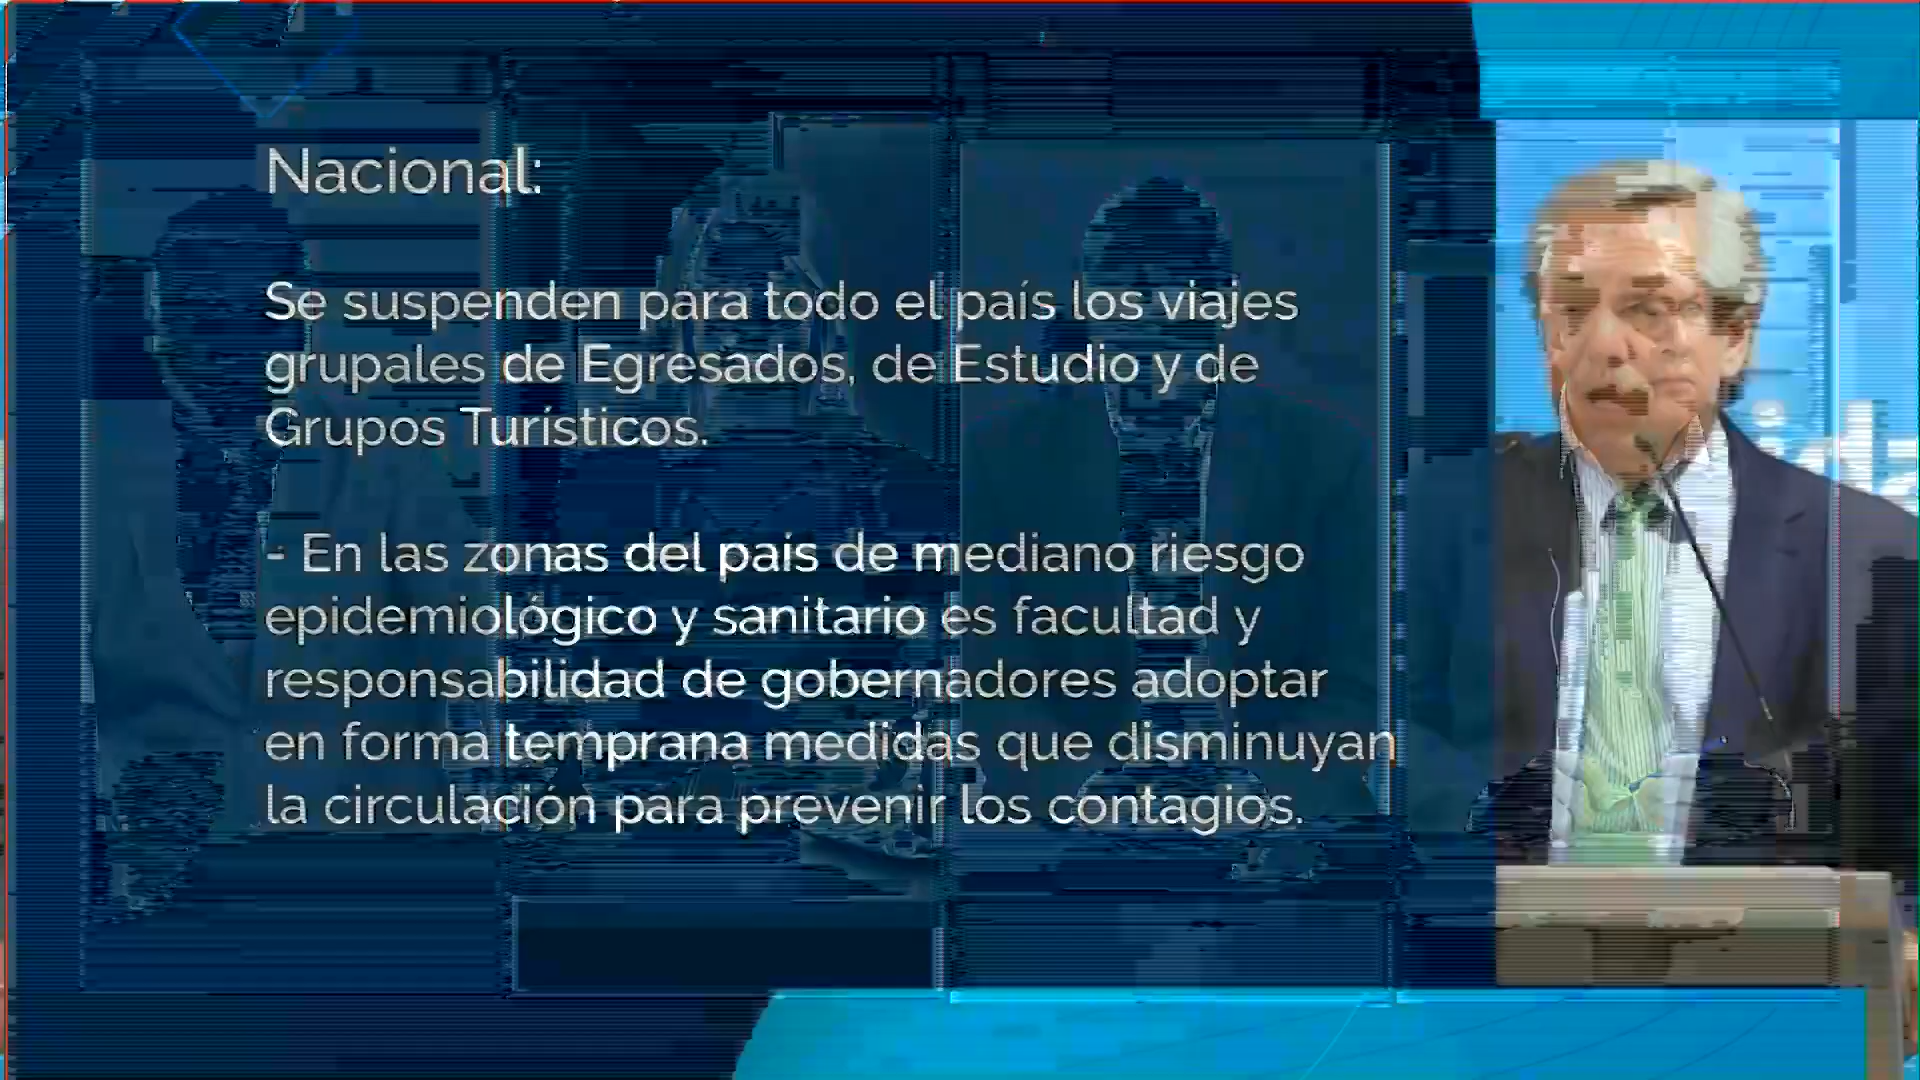 Nacional:
Se suspenden para todo el país los viajes
grupales de Egresados, de Estudio y de
Grupos Turísticos.
- En las zonas del país de mediano riesgo
epidemiológico y sanitario es facultad y
responsabilidad de gobernadores adoptar
en forma temprana medidas que disminuyan
la circulación para prevenir los contagios.